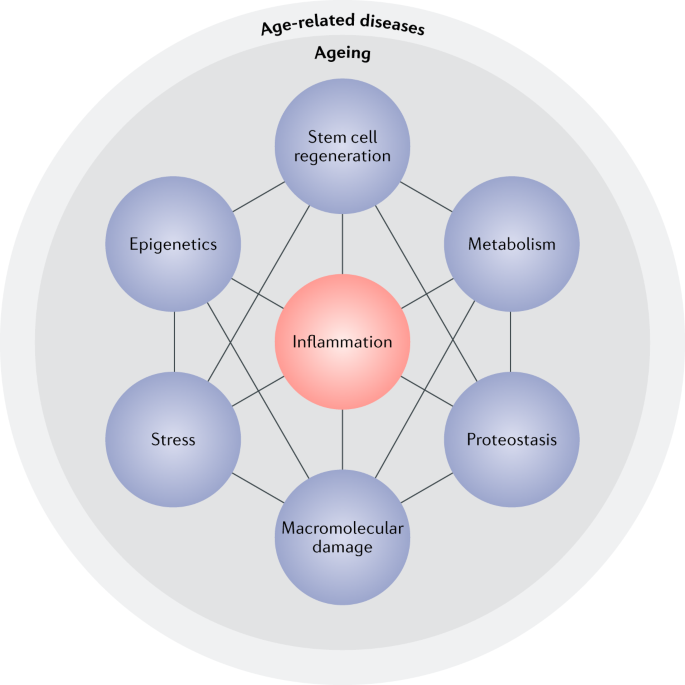 Age-related diseases
Ageing
Stem cell
regeneration
Epigenetics
Metabolism
Inflammation
Stress
Proteostasis
Macromolecular
damage